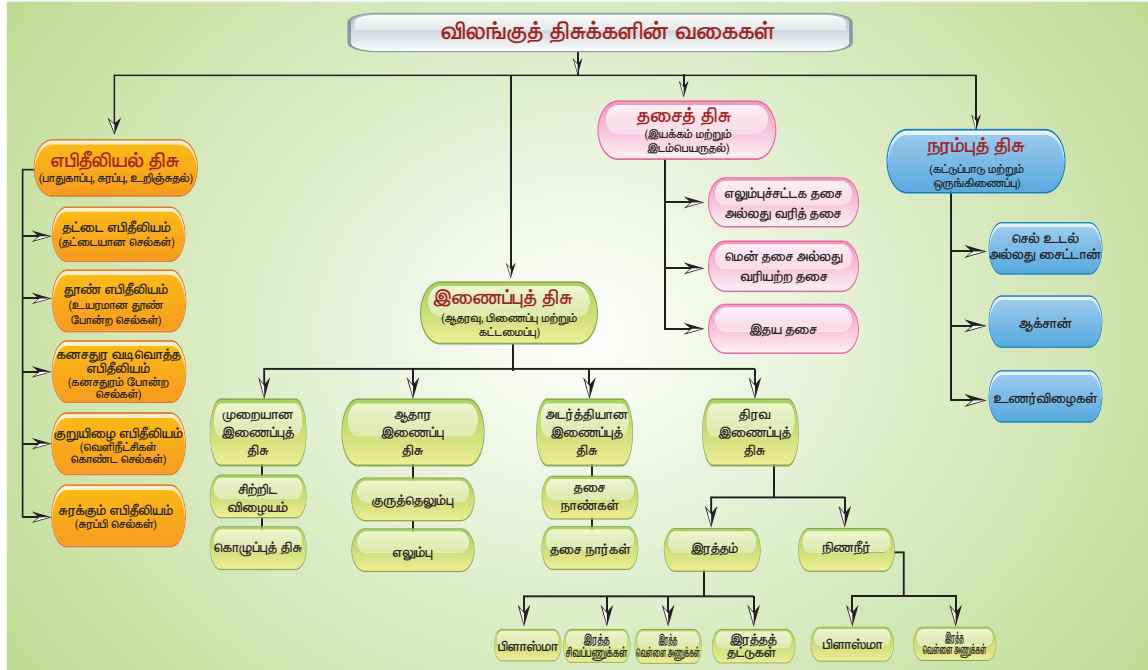 விலங்குத் திசுக்களின் வகைகள்
எபிதீலியல் திசு
(பாதுகாப்பு, சுரப்பு, உறிஞ்சுதல்)
தட்டை எபிதீலியம்
(தட்டையான செல்கள்)
தூண் எபிதீலியம்
(உயரமான தூண்
போன்ற செல்கள்)
கனசதுர வடிவொத்த
எபிதீலியம்
(கனசதுரம் போன்ற
செல்கள்)
குறுயிழை எபிதீலியம்
(வெளிநீட்சிகள்
கொண்ட செல்கள்)
சுரக்கும் எபிதீலியம்
(சுரப்பி செல்கள்)
இணைப்புத் திசு
(ஆதரவு, பிணைப்பு மற்றும்
கட்டமைப்பு)
முறையான
இணைப்புத்
திசு
சிற்றிட
விழையம்
கொழுப்புத் திசு
ஆதார
இணைப்பு
திசு
குருத்தெலும்பு
எலும்பு
அடர்த்தியான
இணைப்புத்
திசு
தசை
நாண்கள்
தசை நார்கள்
திரவ
இணைப்புத்
திசு
இரத்தம்
பிளாஸ்மா
இரத்த
சிவப்பணுக்கள்
இரத்த
வெள்ளை அணுக்கள்
இரத்தத்
தட்டுகள்
நிணநீர்
பிளாஸ்மா
இரத்த
வெள்ளை அணுக்கள்
தசைத் திசு
(இயக்கம் மற்றும்
இடம்பெயருதல்)
எலும்புச்சட்டக தசை
அல்லது வரித் தசை
மென் தசை அல்லது
வரியற்ற தசை
இதய தசை
நரம்புத் திசு
(கட்டுப்பாடு மற்றும்
ஒருங்கிணைப்பு)
செல் உடல்
அல்லது சைட்டான்
ஆக்சான்
உணர்விழைகள்